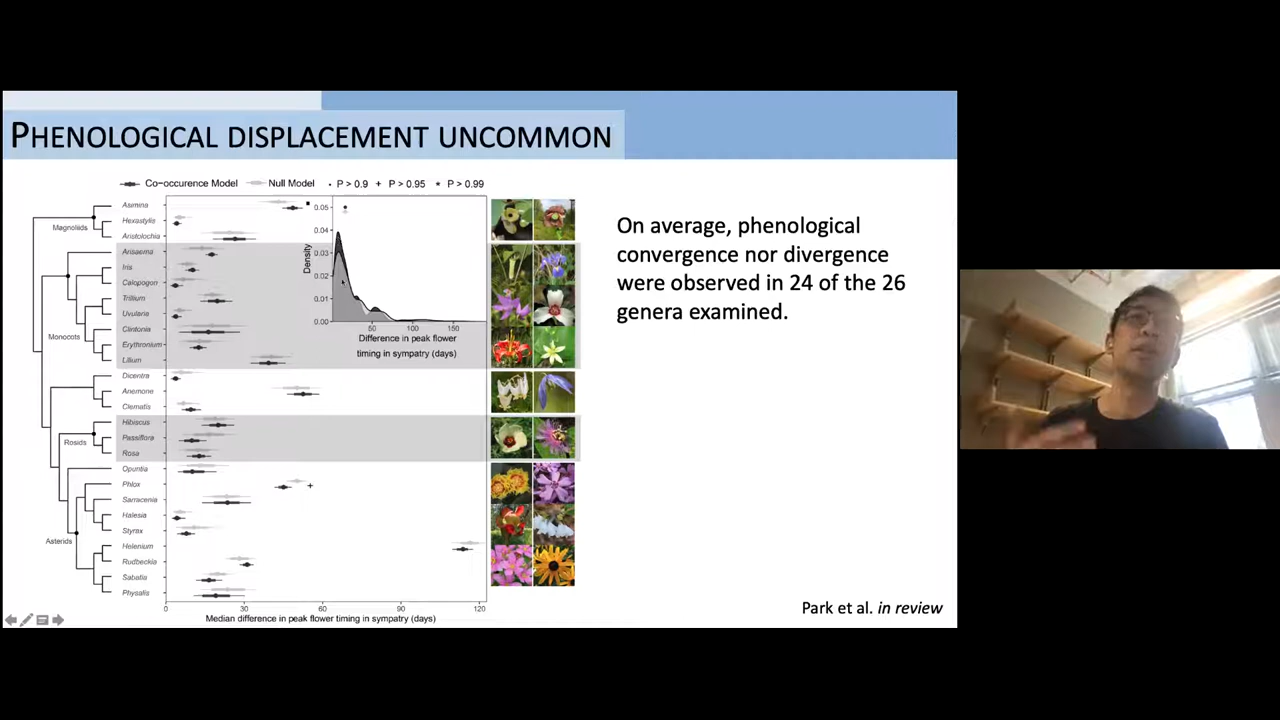 PHENOLOGICAL DISPLACEMENT UNCOMMON
Co-occurence Model Null Model • P > 0.9 + P > 0.95 * P > 0.99
Asimina
Hexastylis
Aristolochia
Magnoliids
Arisaema
Iris
Calopogon
Trillium
Uvularia
Clintonia
Erythronium
Lilium
Monocots
Dicentra
Anemone
Clematis
Hibiscus
Passiflora
Rosa
Rosids
Opuntia
Phlox
Sarracenia
Halesia
Styrax
Helenium
Rudbeckia
Sabatia
Physalis
Asterids
0 30 60 90 120
Median difference in peak flower timing in sympatry (days)
Density
0.05
0.04
0.03
0.02
0.01
0.00
50 100 150
Difference in peak flower
timing in sympatry (days)
On average, phenological
convergence nor divergence
were observed in 24 of the 26
genera examined.
Park et al. in review